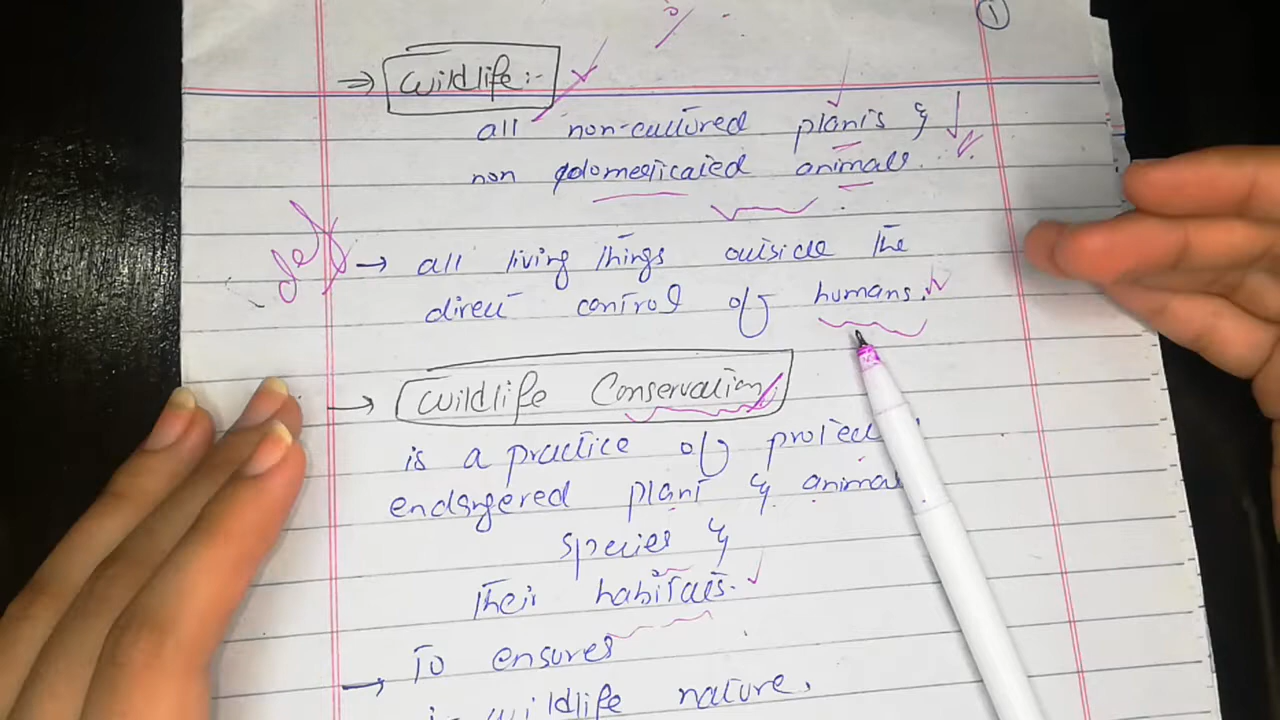 ①
→ Wildlife:-
all non-cultured plants &
non domesticated animals.
def → all living things outside the
direct control of humans.
→ Wildlife Conservation
is a practice of protec
endangered plant & animal
species &
Their habitats.
→ To ensures
wildlife nature,